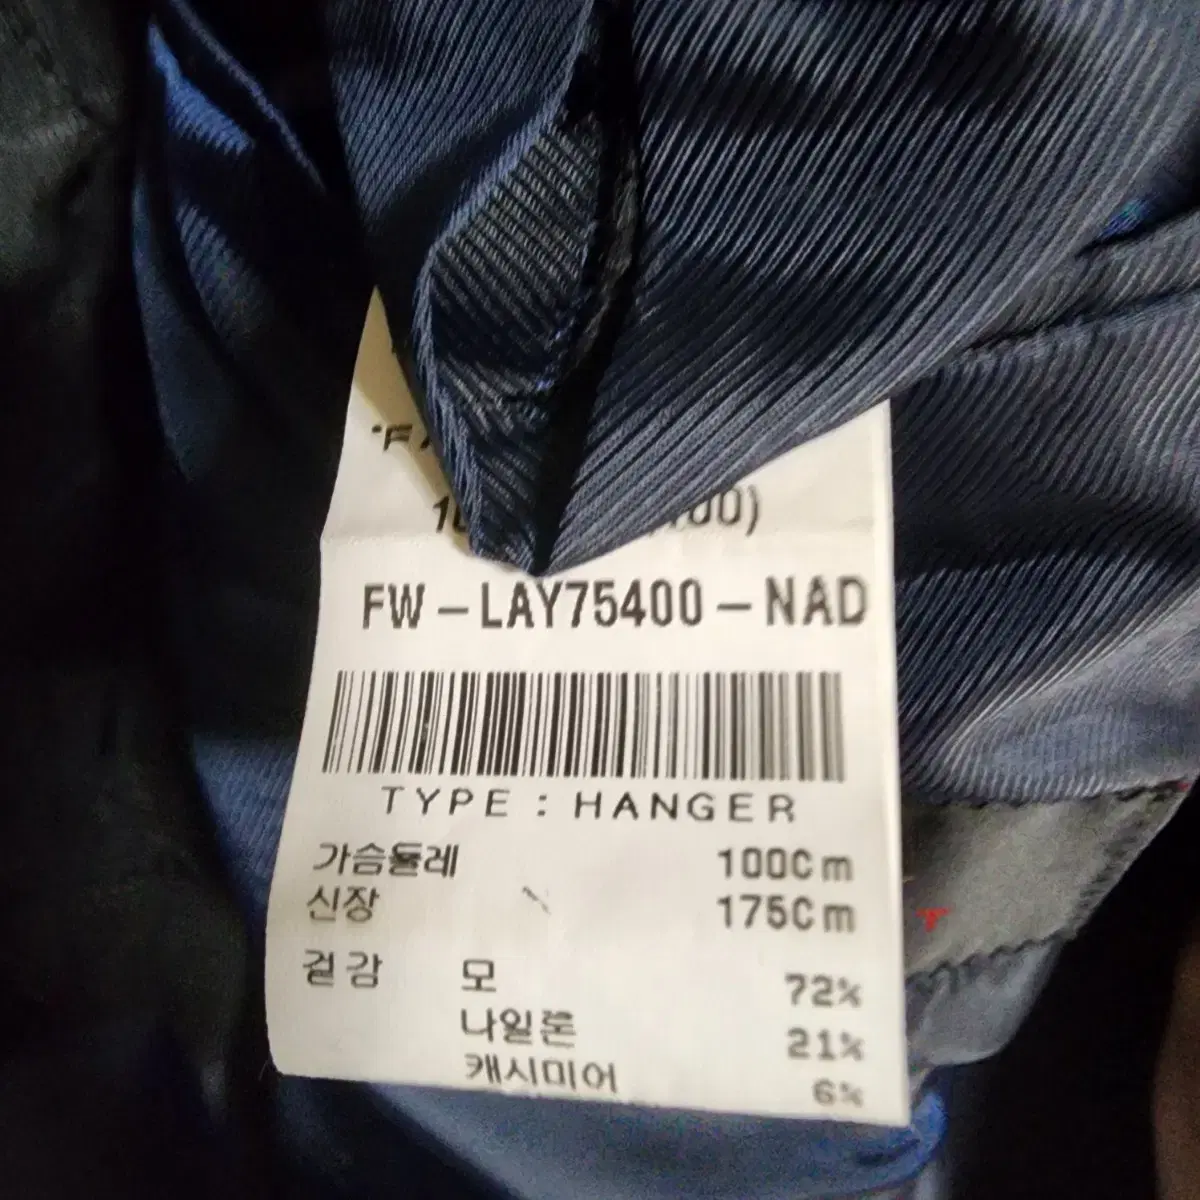 FW-LAY75400-NAD
TYPE : HANGER
가슴둘레 100Cm
신장 175Cm
겉감 모 72%
나일론 21%
캐시미어 6%
T